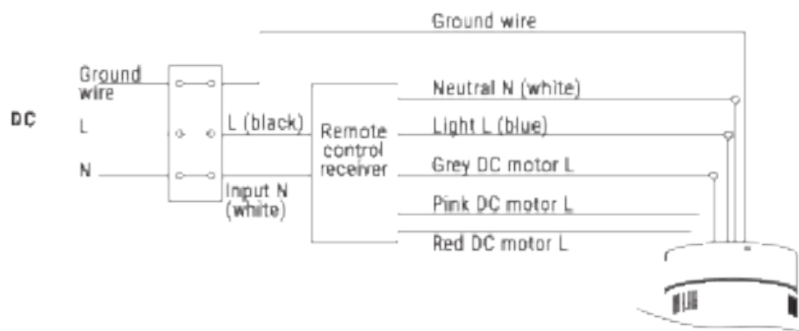 Ground wire
Ground
wire
Neutral N (white)
DC
L
L (black)
Remote
control
receiver
Light L (blue)
Grey DC motor L
N
Input N
(white)
Pink DC motor L
Red DC motor L